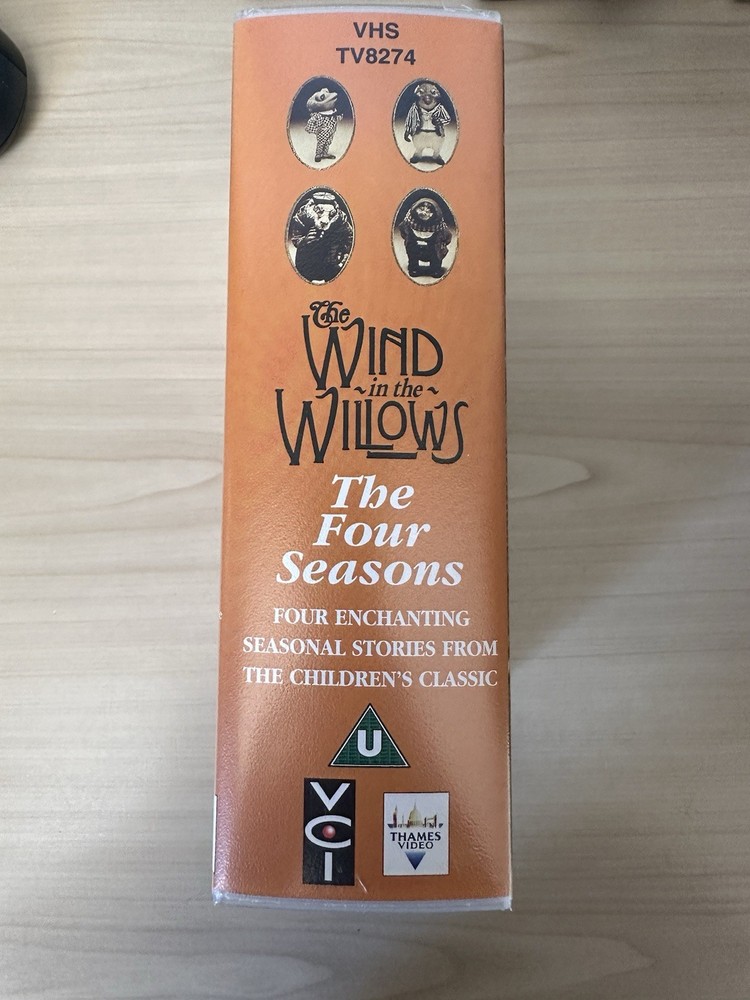 VHS
TV8274
The
WIND
~in the~
WILLOWS
The
Four
Seasons
FOUR ENCHANTING
SEASONAL STORIES FROM
THE CHILDREN'S CLASSIC
U
VCI
THAMES
VIDEO